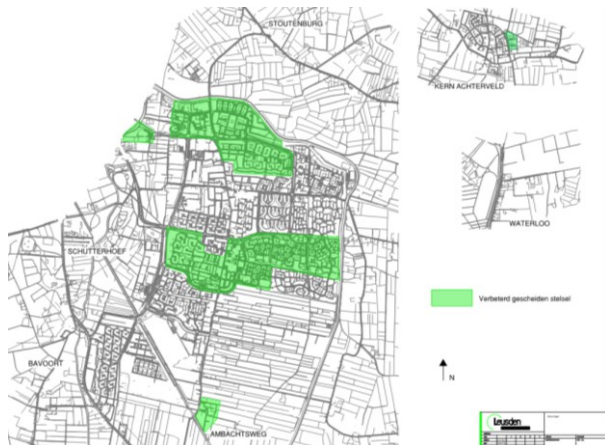 STOUTENBURG
KERN ACHTERVELD
WATERLOO
SCHUTTERHOEF
Verbeterd gescheiden stelsel
BAVOORT
N
AMBACHTSWEG
Leusden